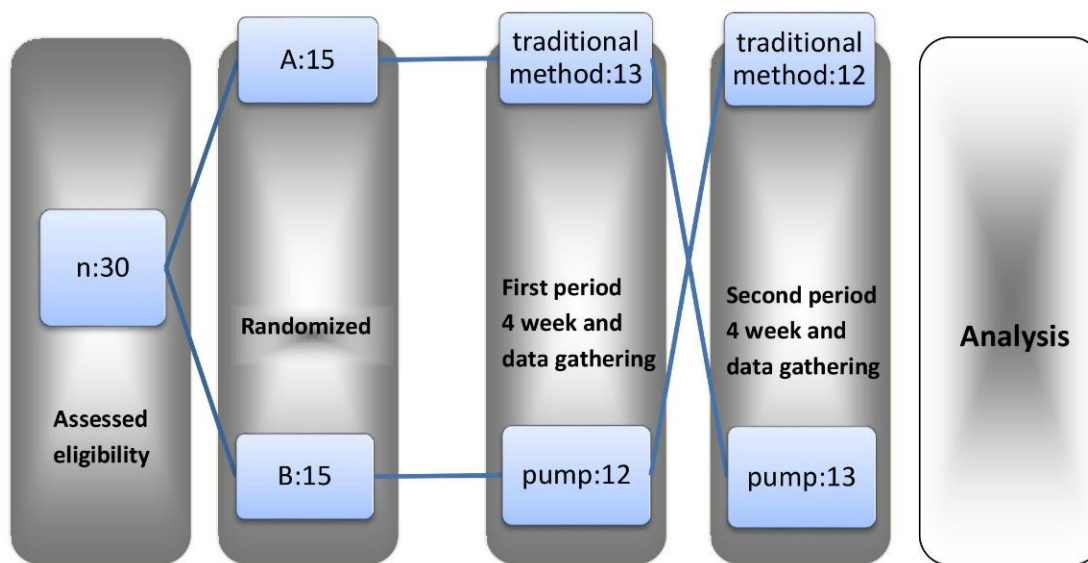 n:30
Assessed
eligibility
A:15
Randomized
B:15
traditional
method:13
First period
4 week and
data gathering
pump:12
traditional
method:12
Second period
4 week and
data gathering
pump:13
Analysis